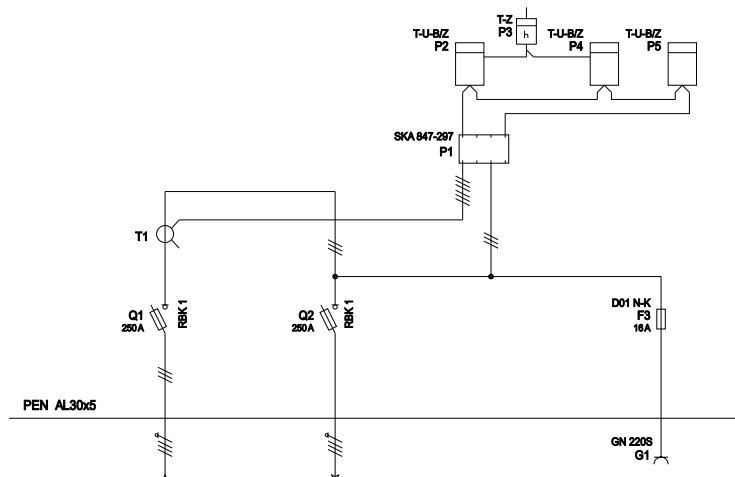 T-Z
P3
h
T-U-B/Z
P2
T-U-B/Z
P4
T-U-B/Z
P5
SKA 847-297
P1
T1
Q1
250A
RBK 1
Q2
250A
RBK 1
D01 N-K
F3
16A
PEN AL30x5
GN 220S
G1